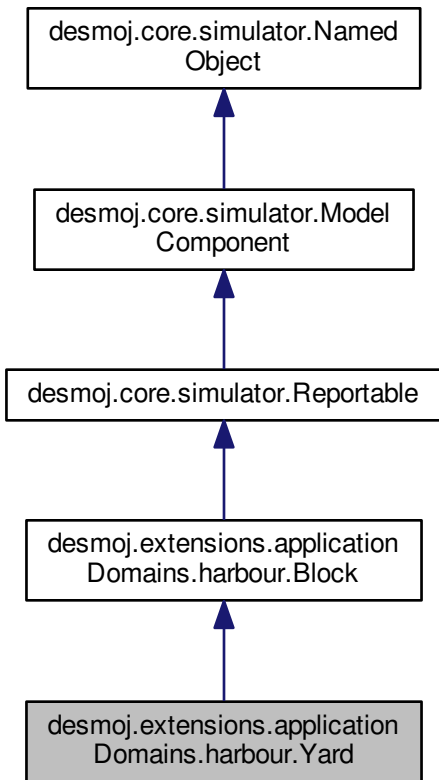 desmoj.core.simulator.Named
Object
desmoj.core.simulator.Model
Component
desmoj.core.simulator.Reportable
desmoj.extensions.application
Domains.harbour.Block
desmoj.extensions.application
Domains.harbour.Yard